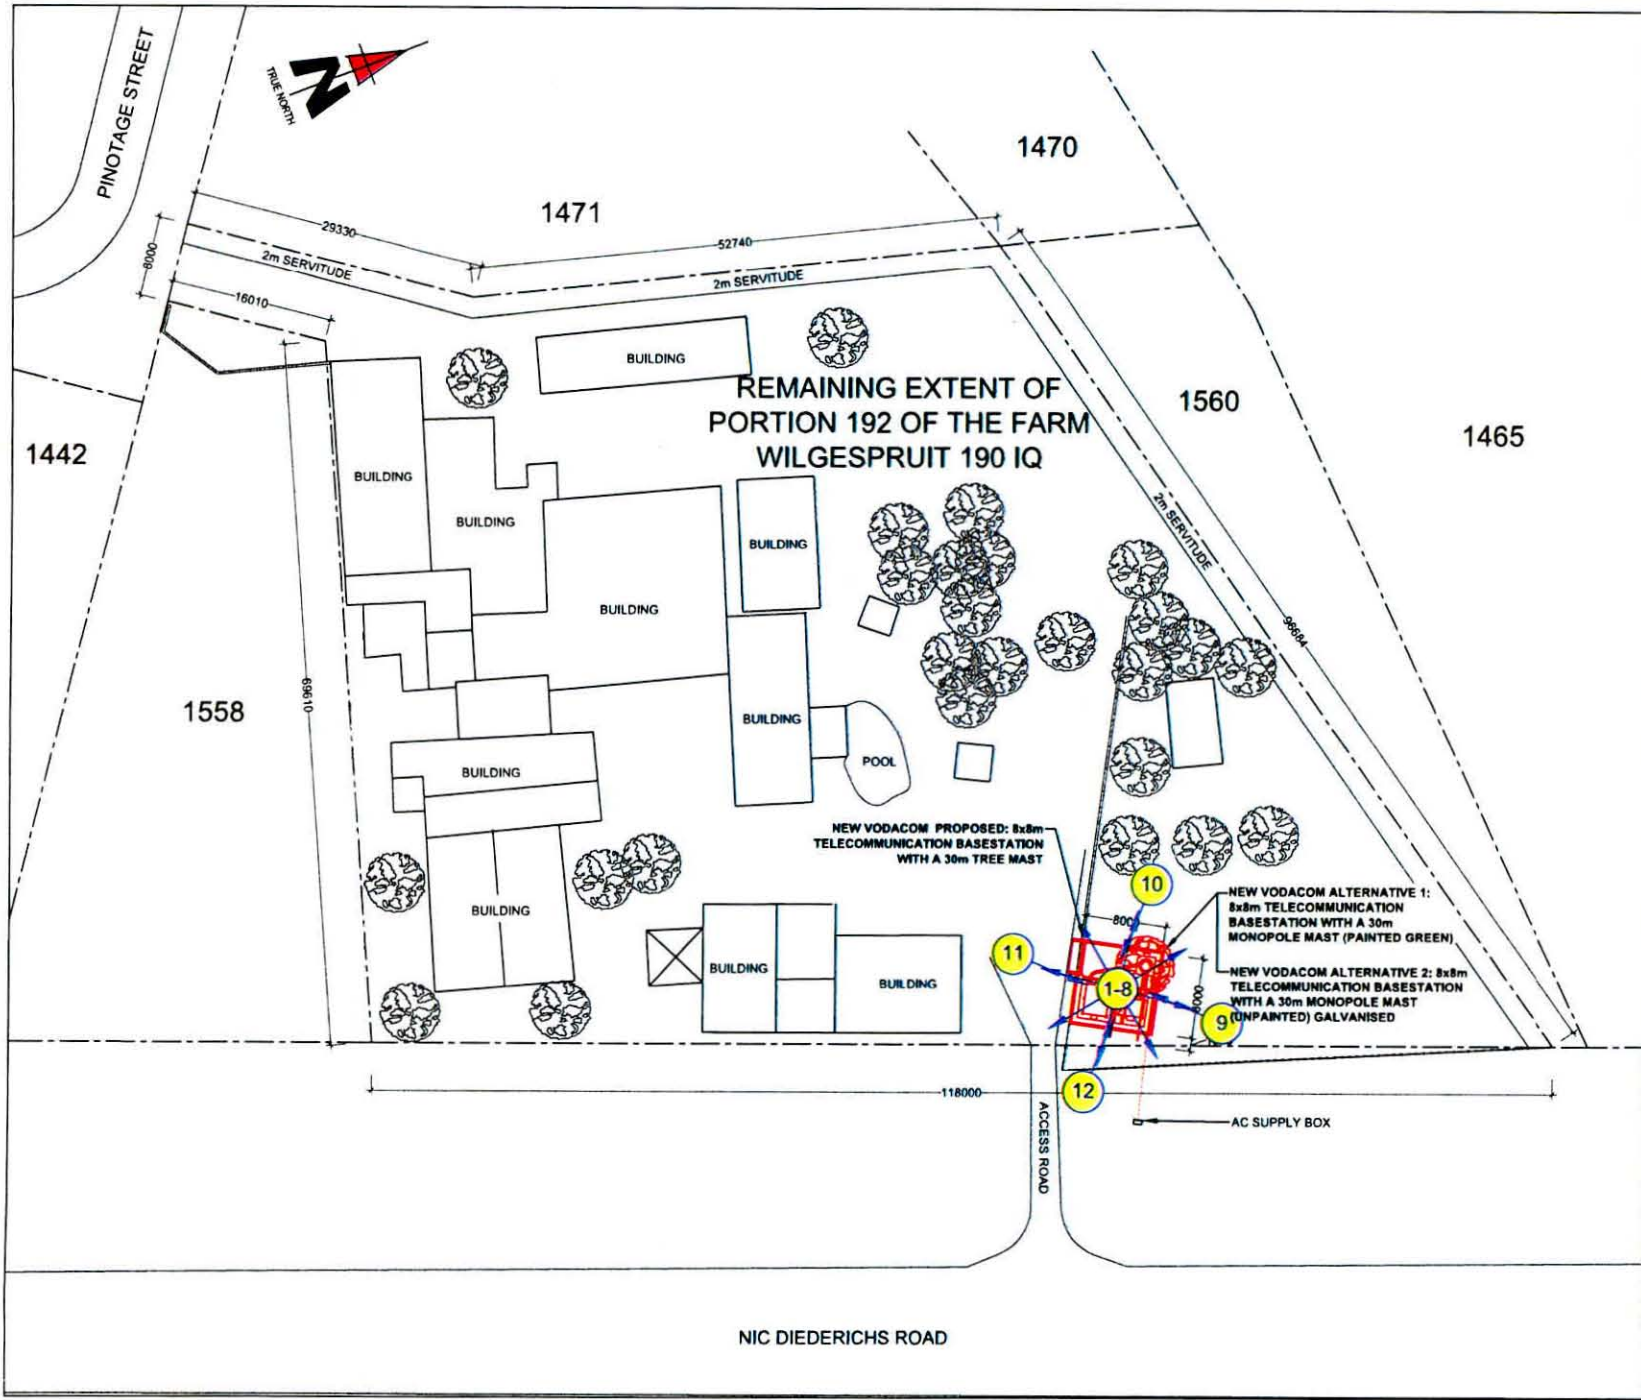 PINOTAGE STREET
N
TRUE NORTH
1470
1471
29330
52740
8000
2m SERVITUDE
2m SERVITUDE
16010
BUILDING
REMAINING EXTENT OF
PORTION 192 OF THE FARM
WILGESPRUIT 190 IQ
1560
1465
1442
BUILDING
BUILDING
BUILDING
2m SERVITUDE
BUILDING
96684
69610
1558
BUILDING
POOL
BUILDING
NEW VODACOM PROPOSED: 8x8m
TELECOMMUNICATION BASESTATION
WITH A 30m TREE MAST
10
NEW VODACOM ALTERNATIVE 1:
8x8m TELECOMMUNICATION
BASESTATION WITH A 30m
MONOPOLE MAST (PAINTED GREEN)
BUILDING
8000
11
BUILDING
BUILDING
1-8
NEW VODACOM ALTERNATIVE 2: 8x8m
TELECOMMUNICATION BASESTATION
WITH A 30m MONOPOLE MAST
(UNPAINTED) GALVANISED
8000
9
12
118000
ACCESS ROAD
AC SUPPLY BOX
NIC DIEDERICHS ROAD